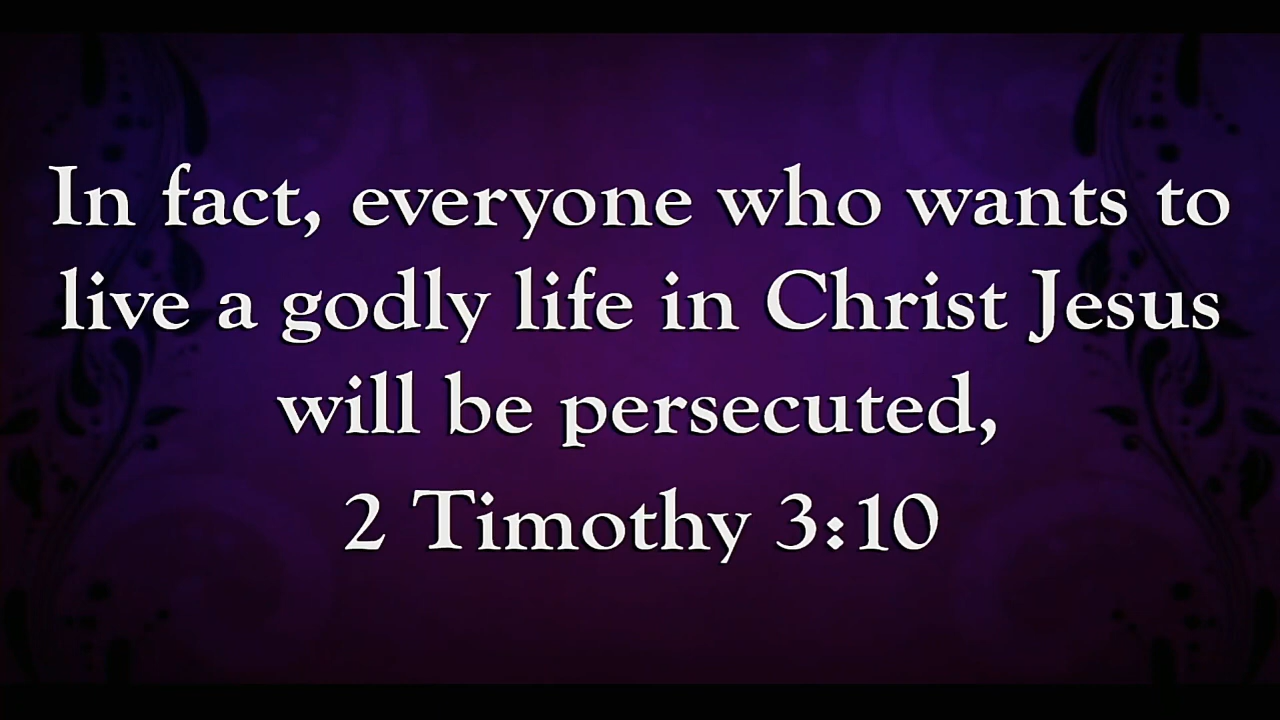 In fact, everyone who wants to
live a godly life in Christ Jesus
will be persecuted,
2 Timothy 3:10